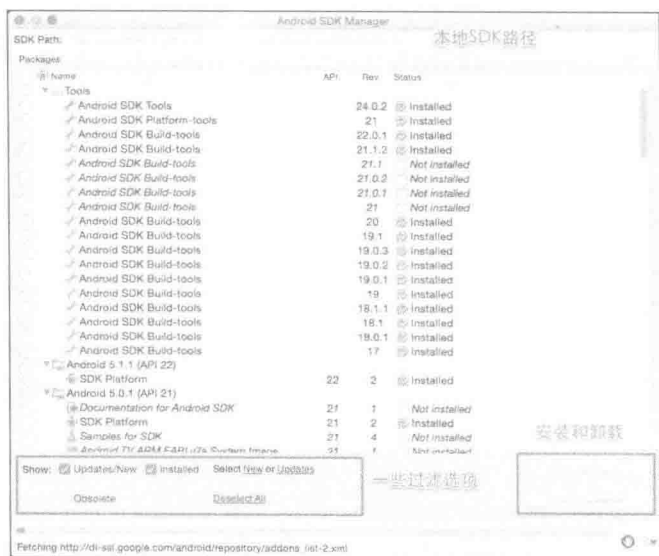 Android SDK Manager
SDK Path:
本地SDK路径
Packages
Name API Rev. Status
Tools
Android SDK Tools 24.0.2 Installed
Android SDK Platform-tools 21 Installed
Android SDK Build-tools 22.0.1 Installed
Android SDK Build-tools 21.1.2 Installed
Android SDK Build-tools 21.1 Not installed
Android SDK Build-tools 21.0.2 Not installed
Android SDK Build-tools 21.0.1 Not installed
Android SDK Build-tools 21 Not installed
Android SDK Build-tools 20 Installed
Android SDK Build-tools 19.1 Installed
Android SDK Build-tools 19.0.3 Installed
Android SDK Build-tools 19.0.2 Installed
Android SDK Build-tools 19.0.1 Installed
Android SDK Build-tools 19 Installed
Android SDK Build-tools 18.1.1 Installed
Android SDK Build-tools 18.1 Installed
Android SDK Build-tools 18.0.1 Installed
Android SDK Build-tools 17 Installed
Android 5.1.1 (API 22)
SDK Platform 22 2 Installed
Android 5.0.1 (API 21)
Documentation for Android SDK 21 1 Not installed
SDK Platform 21 2 Installed
Samples for SDK 21 4 Not installed
Android TV ARM EABI v7a System Image 21 1 Not installed
安装和卸载
Show: Updates/New Installed Select New or Updates
一些过滤选项
Obsolete Deselect All
Fetching http://dl-ssl.google.com/android/repository/addons_list-2.xml